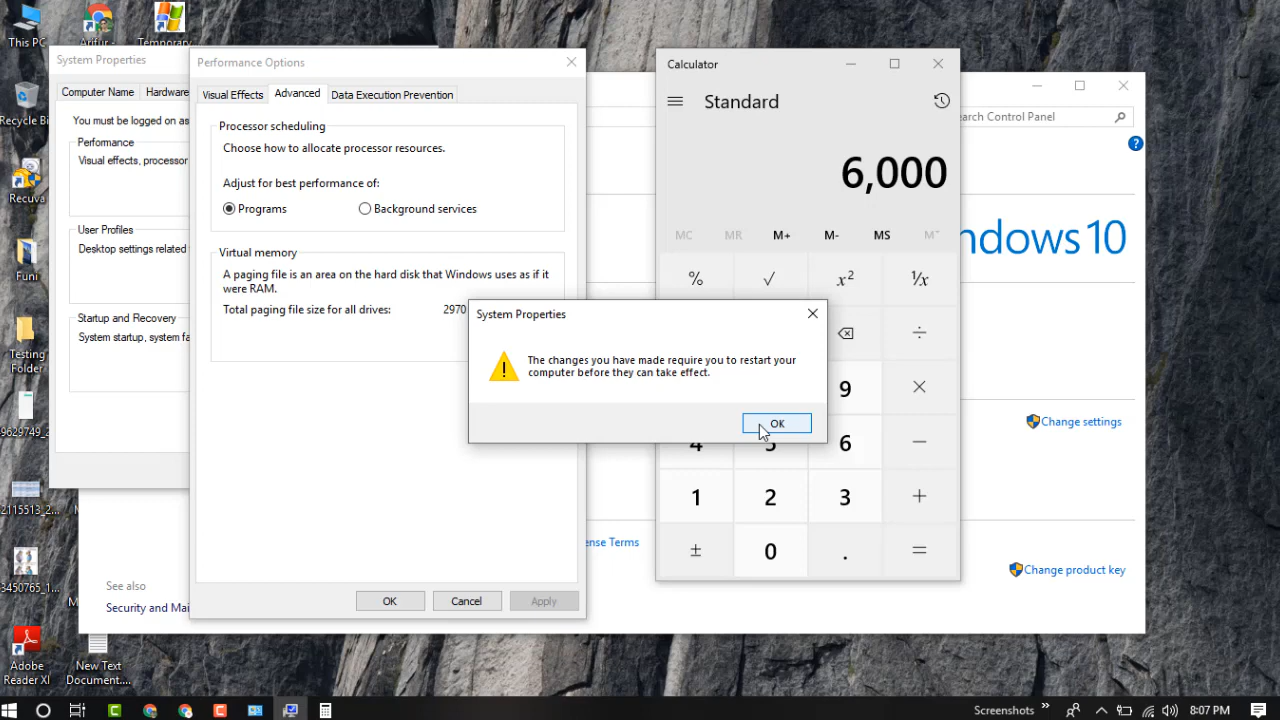 This PC
Arifur -
Temporary
Recycle Bi
Recuva
Funi
Testing
Folder
9629749_2
2115513_2...
3450765_1...
Adobe
Reader XI
New Text
Document....
System Properties
Computer Name
Hardware
You must be logged on as
Performance
Visual effects, processor
User Profiles
Desktop settings related
Startup and Recovery
System startup, system fa
See also
Security and Mai
Performance Options
Visual Effects
Advanced
Data Execution Prevention
Processor scheduling
Choose how to allocate processor resources.
Adjust for best performance of:
Programs
Background services
Virtual memory
A paging file is an area on the hard disk that Windows uses as if it
were RAM.
Total paging file size for all drives:
2970
OK
Cancel
Apply
System Properties
The changes you have made require you to restart your
computer before they can take effect.
OK
Calculator
Standard
6,000
MC MR M+ M- MS M˅
% √ x² ¹/x
÷
9 ×
4 5 6 −
1 2 3 +
± 0 . =
earch Control Panel
?
ndows 10
Change settings
ense Terms
Change product key
Screenshots
8:07 PM